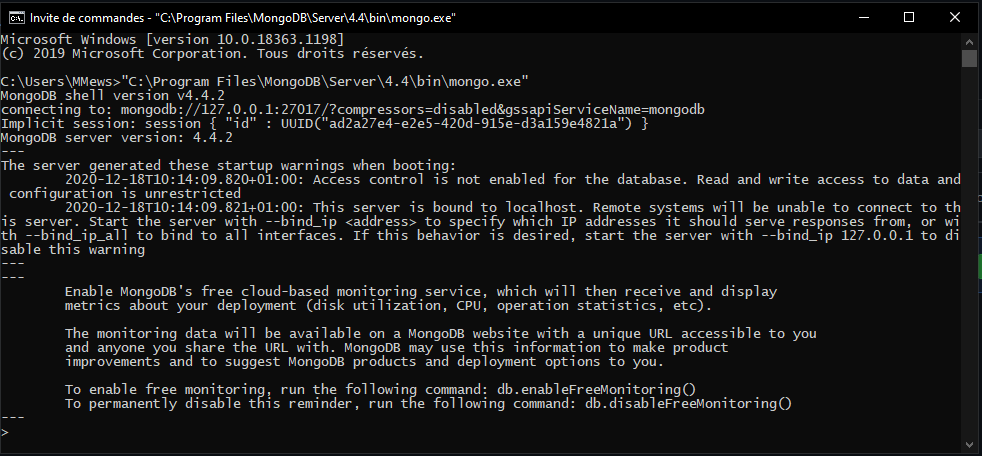 Invite de commandes - "C:\Program Files\MongoDB\Server\4.4\bin\mongo.exe"
Microsoft Windows [version 10.0.18363.1198]
(c) 2019 Microsoft Corporation. Tous droits réservés.
C:\Users\MMews>"C:\Program Files\MongoDB\Server\4.4\bin\mongo.exe"
MongoDB shell version v4.4.2
connecting to: mongodb://127.0.0.1:27017/?compressors=disabled&gssapiServiceName=mongodb
Implicit session: session { "id" : UUID("ad2a27e4-e2e5-420d-915e-d3a159e4821a") }
MongoDB server version: 4.4.2
---
The server generated these startup warnings when booting:
2020-12-18T10:14:09.820+01:00: Access control is not enabled for the database. Read and write access to data and
configuration is unrestricted
2020-12-18T10:14:09.821+01:00: This server is bound to localhost. Remote systems will be unable to connect to th
is server. Start the server with --bind_ip <address> to specify which IP addresses it should serve responses from, or wi
th --bind_ip_all to bind to all interfaces. If this behavior is desired, start the server with --bind_ip 127.0.0.1 to di
sable this warning
---
---
Enable MongoDB's free cloud-based monitoring service, which will then receive and display
metrics about your deployment (disk utilization, CPU, operation statistics, etc).
The monitoring data will be available on a MongoDB website with a unique URL accessible to you
and anyone you share the URL with. MongoDB may use this information to make product
improvements and to suggest MongoDB products and deployment options to you.
To enable free monitoring, run the following command: db.enableFreeMonitoring()
To permanently disable this reminder, run the following command: db.disableFreeMonitoring()
---
>